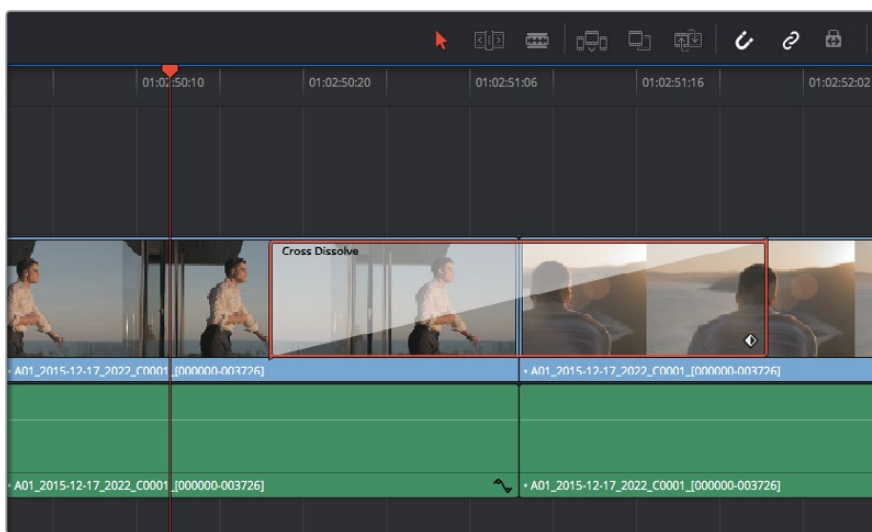 01:02:50:10 01:02:50:20 01:02:51:06 01:02:51:16 01:02:52:02
Cross Dissolve
A01_2015-12-17_2022_C0001_[000000-003726] • A01_2015-12-17_2022_C0001_[000000-003726]
• A01_2015-12-17_2022_C0001_[000000-003726] • A01_2015-12-17_2022_C0001_[000000-003726]